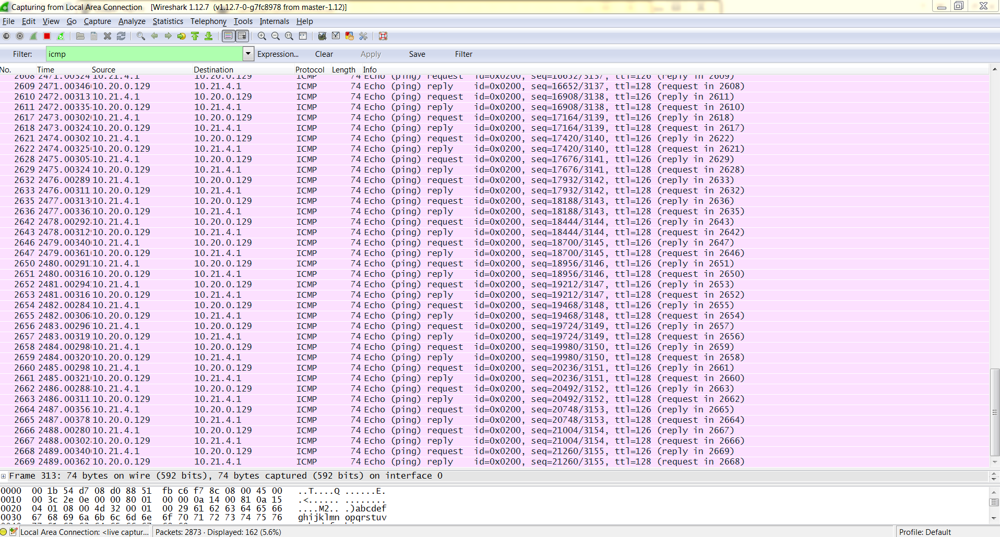 Capturing from Local Area Connection [Wireshark 1.12.7 (v1.12.7-0-g7fc8978 from master-1.12)]
File Edit View Go Capture Analyze Statistics Telephony Tools Internals Help
Filter: icmp Expression... Clear Apply Save Filter
No. Time Source Destination Protocol Length Info
2608 2471.00324 10.21.4.1 10.20.0.129 ICMP 74 Echo (ping) request id=0x0200, seq=16652/3137, ttl=126 (reply in 2609)
2609 2471.00346 10.20.0.129 10.21.4.1 ICMP 74 Echo (ping) reply id=0x0200, seq=16652/3137, ttl=128 (request in 2608)
2610 2472.00313 10.21.4.1 10.20.0.129 ICMP 74 Echo (ping) request id=0x0200, seq=16908/3138, ttl=126 (reply in 2611)
2611 2472.00335 10.20.0.129 10.21.4.1 ICMP 74 Echo (ping) reply id=0x0200, seq=16908/3138, ttl=128 (request in 2610)
2617 2473.00302 10.21.4.1 10.20.0.129 ICMP 74 Echo (ping) request id=0x0200, seq=17164/3139, ttl=126 (reply in 2618)
2618 2473.00324 10.20.0.129 10.21.4.1 ICMP 74 Echo (ping) reply id=0x0200, seq=17164/3139, ttl=128 (request in 2617)
2621 2474.00302 10.21.4.1 10.20.0.129 ICMP 74 Echo (ping) request id=0x0200, seq=17420/3140, ttl=126 (reply in 2622)
2622 2474.00325 10.20.0.129 10.21.4.1 ICMP 74 Echo (ping) reply id=0x0200, seq=17420/3140, ttl=128 (request in 2621)
2628 2475.00305 10.21.4.1 10.20.0.129 ICMP 74 Echo (ping) request id=0x0200, seq=17676/3141, ttl=126 (reply in 2629)
2629 2475.00324 10.20.0.129 10.21.4.1 ICMP 74 Echo (ping) reply id=0x0200, seq=17676/3141, ttl=128 (request in 2628)
2632 2476.00289 10.21.4.1 10.20.0.129 ICMP 74 Echo (ping) request id=0x0200, seq=17932/3142, ttl=126 (reply in 2633)
2633 2476.00311 10.20.0.129 10.21.4.1 ICMP 74 Echo (ping) reply id=0x0200, seq=17932/3142, ttl=128 (request in 2632)
2635 2477.00313 10.21.4.1 10.20.0.129 ICMP 74 Echo (ping) request id=0x0200, seq=18188/3143, ttl=126 (reply in 2636)
2636 2477.00336 10.20.0.129 10.21.4.1 ICMP 74 Echo (ping) reply id=0x0200, seq=18188/3143, ttl=128 (request in 2635)
2642 2478.00292 10.21.4.1 10.20.0.129 ICMP 74 Echo (ping) request id=0x0200, seq=18444/3144, ttl=126 (reply in 2643)
2643 2478.00312 10.20.0.129 10.21.4.1 ICMP 74 Echo (ping) reply id=0x0200, seq=18444/3144, ttl=128 (request in 2642)
2646 2479.00340 10.21.4.1 10.20.0.129 ICMP 74 Echo (ping) request id=0x0200, seq=18700/3145, ttl=126 (reply in 2647)
2647 2479.00361 10.20.0.129 10.21.4.1 ICMP 74 Echo (ping) reply id=0x0200, seq=18700/3145, ttl=128 (request in 2646)
2650 2480.00291 10.21.4.1 10.20.0.129 ICMP 74 Echo (ping) request id=0x0200, seq=18956/3146, ttl=126 (reply in 2651)
2651 2480.00316 10.20.0.129 10.21.4.1 ICMP 74 Echo (ping) reply id=0x0200, seq=18956/3146, ttl=128 (request in 2650)
2652 2481.00294 10.21.4.1 10.20.0.129 ICMP 74 Echo (ping) request id=0x0200, seq=19212/3147, ttl=126 (reply in 2653)
2653 2481.00316 10.20.0.129 10.21.4.1 ICMP 74 Echo (ping) reply id=0x0200, seq=19212/3147, ttl=128 (request in 2652)
2654 2482.00284 10.21.4.1 10.20.0.129 ICMP 74 Echo (ping) request id=0x0200, seq=19468/3148, ttl=126 (reply in 2655)
2655 2482.00306 10.20.0.129 10.21.4.1 ICMP 74 Echo (ping) reply id=0x0200, seq=19468/3148, ttl=128 (request in 2654)
2656 2483.00296 10.21.4.1 10.20.0.129 ICMP 74 Echo (ping) request id=0x0200, seq=19724/3149, ttl=126 (reply in 2657)
2657 2483.00319 10.20.0.129 10.21.4.1 ICMP 74 Echo (ping) reply id=0x0200, seq=19724/3149, ttl=128 (request in 2656)
2658 2484.00298 10.21.4.1 10.20.0.129 ICMP 74 Echo (ping) request id=0x0200, seq=19980/3150, ttl=126 (reply in 2659)
2659 2484.00320 10.20.0.129 10.21.4.1 ICMP 74 Echo (ping) reply id=0x0200, seq=19980/3150, ttl=128 (request in 2658)
2660 2485.00298 10.21.4.1 10.20.0.129 ICMP 74 Echo (ping) request id=0x0200, seq=20236/3151, ttl=126 (reply in 2661)
2661 2485.00321 10.20.0.129 10.21.4.1 ICMP 74 Echo (ping) reply id=0x0200, seq=20236/3151, ttl=128 (request in 2660)
2662 2486.00288 10.21.4.1 10.20.0.129 ICMP 74 Echo (ping) request id=0x0200, seq=20492/3152, ttl=126 (reply in 2663)
2663 2486.00311 10.20.0.129 10.21.4.1 ICMP 74 Echo (ping) reply id=0x0200, seq=20492/3152, ttl=128 (request in 2662)
2664 2487.00356 10.21.4.1 10.20.0.129 ICMP 74 Echo (ping) request id=0x0200, seq=20748/3153, ttl=126 (reply in 2665)
2665 2487.00378 10.20.0.129 10.21.4.1 ICMP 74 Echo (ping) reply id=0x0200, seq=20748/3153, ttl=128 (request in 2664)
2666 2488.00280 10.21.4.1 10.20.0.129 ICMP 74 Echo (ping) request id=0x0200, seq=21004/3154, ttl=126 (reply in 2667)
2667 2488.00302 10.20.0.129 10.21.4.1 ICMP 74 Echo (ping) reply id=0x0200, seq=21004/3154, ttl=128 (request in 2666)
2668 2489.00340 10.21.4.1 10.20.0.129 ICMP 74 Echo (ping) request id=0x0200, seq=21260/3155, ttl=126 (reply in 2669)
2669 2489.00362 10.20.0.129 10.21.4.1 ICMP 74 Echo (ping) reply id=0x0200, seq=21260/3155, ttl=128 (request in 2668)
Frame 313: 74 bytes on wire (592 bits), 74 bytes captured (592 bits) on interface 0
0000 00 1b 54 d7 08 d0 88 51 fb c6 f7 8c 08 00 45 00 ..T....Q ......E.
0010 00 3c 2e 0e 00 00 80 01 00 00 0a 14 00 81 0a 15 .<...... ........
0020 04 01 08 00 4d 32 00 01 00 29 61 62 63 64 65 66 ....M2.. .)abcdef
0030 67 68 69 6a 6b 6c 6d 6e 6f 70 71 72 73 74 75 76 ghijklmn opqrstuv
Local Area Connection: <live captur... Packets: 2873 · Displayed: 162 (5.6%) Profile: Default